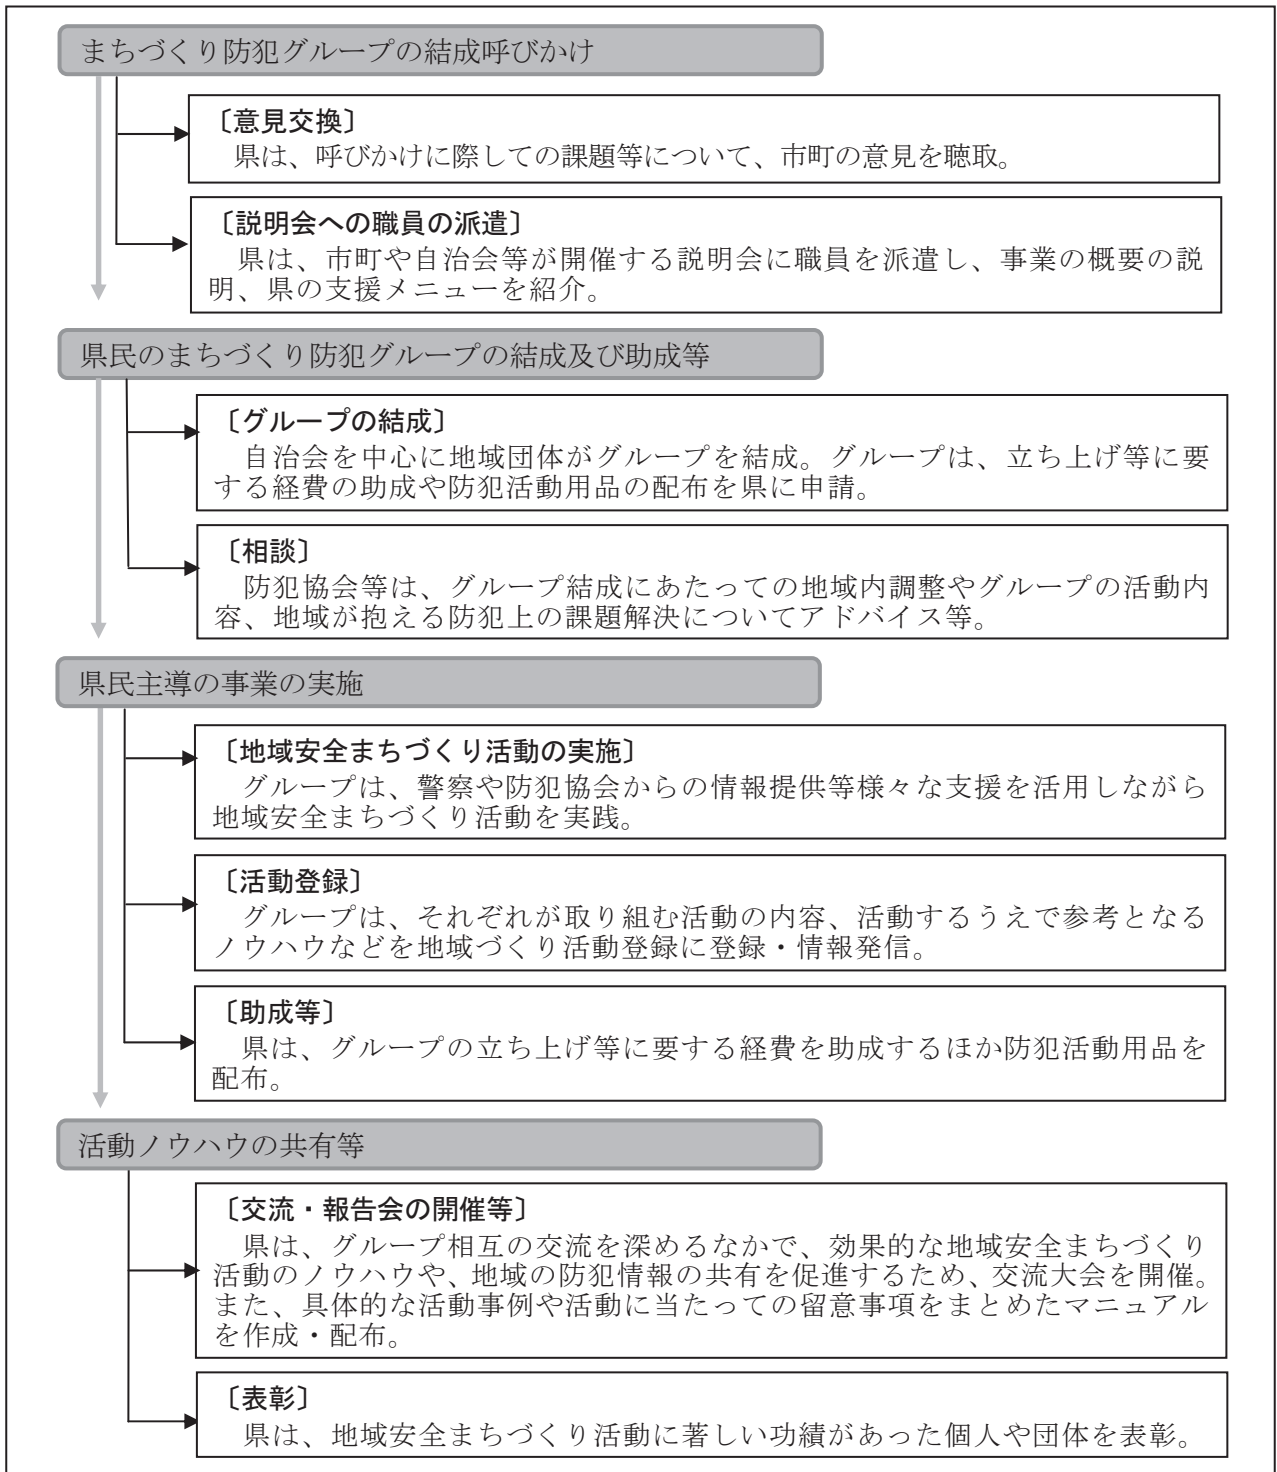 まちづくり防犯グループの結成呼びかけ
〔意見交換〕
県は、呼びかけに際しての課題等について、市町の意見を聴取。
〔説明会への職員の派遣〕
県は、市町や自治会等が開催する説明会に職員を派遣し、事業の概要の説
明、県の支援メニューを紹介。
県民のまちづくり防犯グループの結成及び助成等
〔グループの結成〕
自治会を中心に地域団体がグループを結成。グループは、立ち上げ等に要
する経費の助成や防犯活動用品の配布を県に申請。
〔相談〕
防犯協会等は、グループ結成にあたっての地域内調整やグループの活動内
容、地域が抱える防犯上の課題解決についてアドバイス等。
県民主導の事業の実施
〔地域安全まちづくり活動の実施〕
グループは、警察や防犯協会からの情報提供等様々な支援を活用しながら
地域安全まちづくり活動を実践。
〔活動登録〕
グループは、それぞれが取り組む活動の内容、活動するうえで参考となる
ノウハウなどを地域づくり活動登録に登録・情報発信。
〔助成等〕
県は、グループの立ち上げ等に要する経費を助成するほか防犯活動用品を
配布。
活動ノウハウの共有等
〔交流・報告会の開催等〕
県は、グループ相互の交流を深めるなかで、効果的な地域安全まちづくり
活動のノウハウや、地域の防犯情報の共有を促進するため、交流大会を開催。
また、具体的な活動事例や活動に当たっての留意事項をまとめたマニュアル
を作成・配布。
〔表彰〕
県は、地域安全まちづくり活動に著しい功績があった個人や団体を表彰。